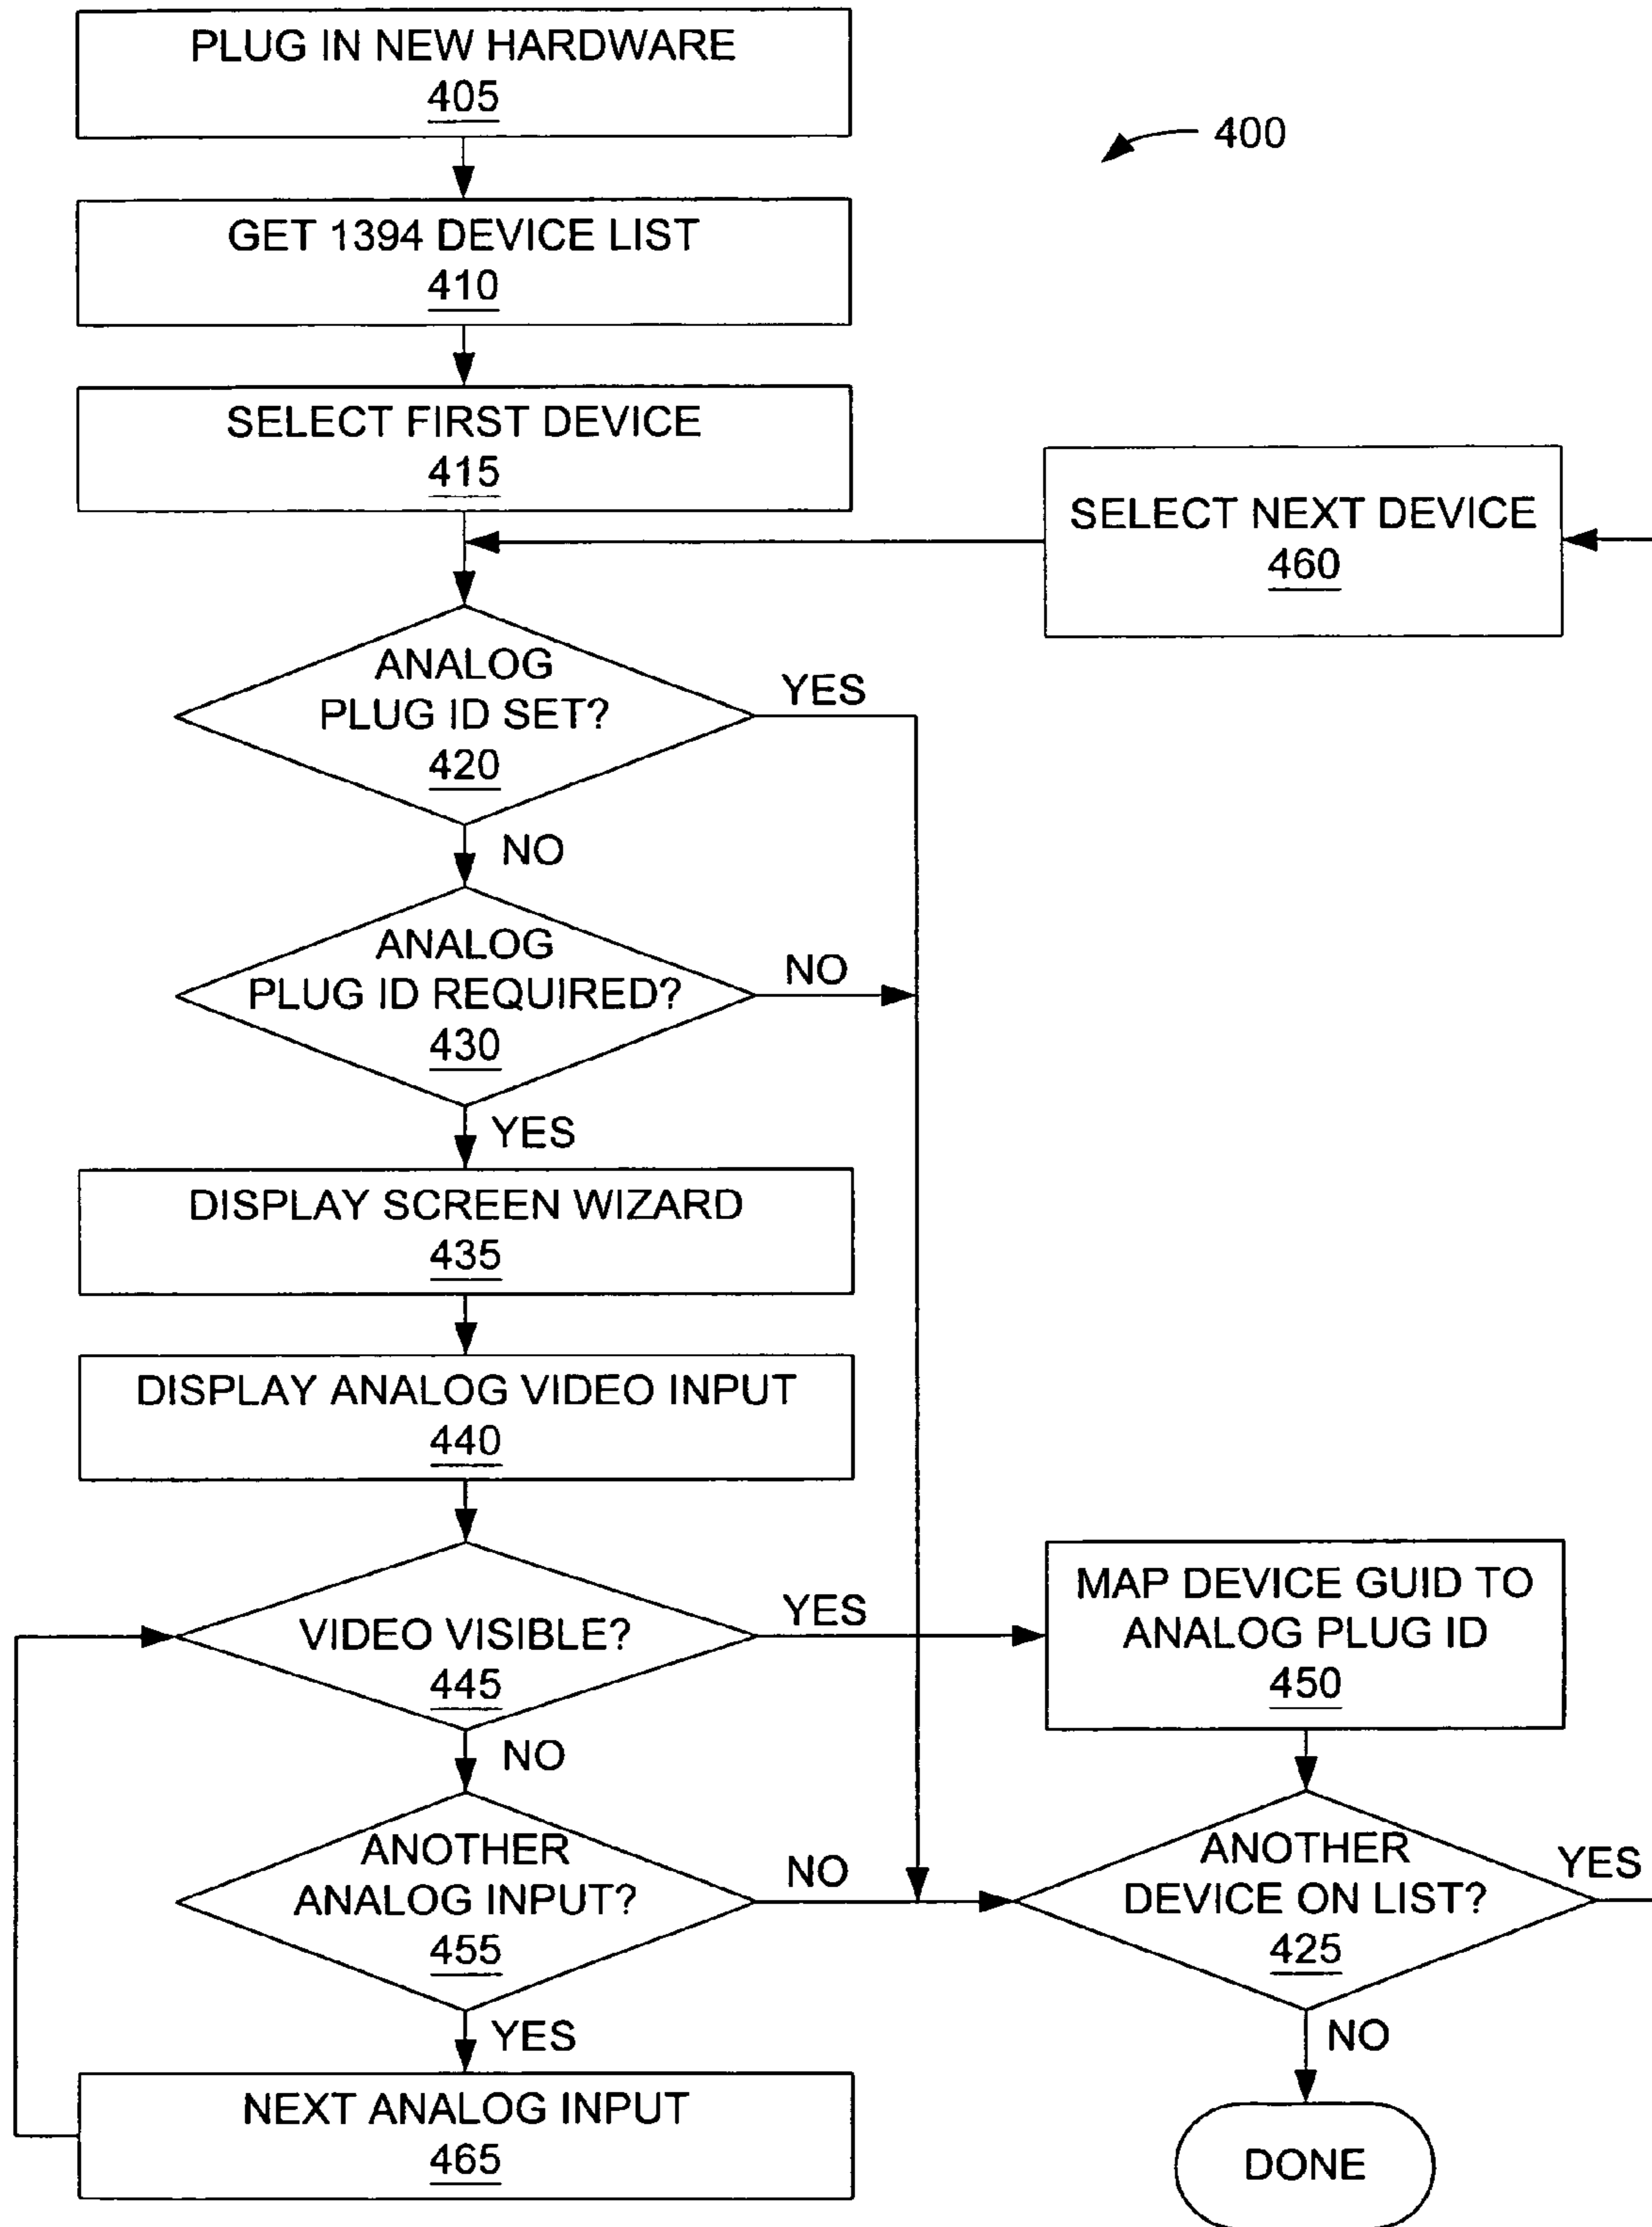 PLUG IN NEW HARDWARE
405
400
GET 1394 DEVICE LIST
410
SELECT FIRST DEVICE
415
SELECT NEXT DEVICE
460
ANALOG
PLUG ID SET?
420
YES
NO
ANALOG
PLUG ID REQUIRED?
430
NO
YES
DISPLAY SCREEN WIZARD
435
DISPLAY ANALOG VIDEO INPUT
440
VIDEO VISIBLE?
445
YES
NO
MAP DEVICE GUID TO
ANALOG PLUG ID
450
ANOTHER
ANALOG INPUT?
455
NO
YES
ANOTHER
DEVICE ON LIST?
425
YES
NO
NEXT ANALOG INPUT
465
DONE